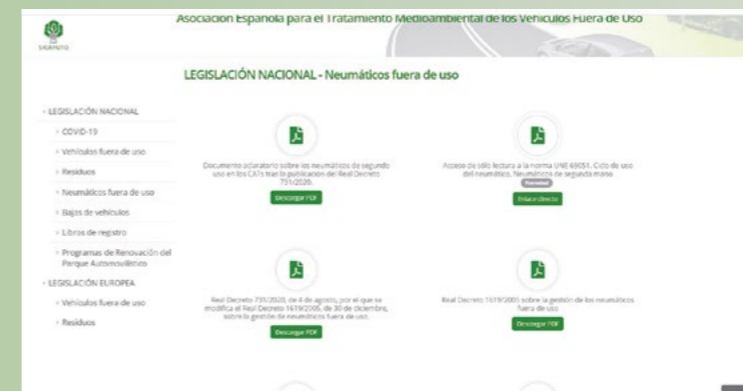 Asociación Española para el Tratamiento Medioambiental de los Vehículos Fuera de Uso
SIGRAUTO
LEGISLACIÓN NACIONAL - Neumáticos fuera de uso
› LEGISLACIÓN NACIONAL
› COVID-19
› Vehículos fuera de uso
› Residuos
› Neumáticos fuera de uso
› Bajas de vehículos
› Libros de registro
› Programas de Renovación del
Parque Automovilístico
› LEGISLACIÓN EUROPEA
› Vehículos fuera de uso
› Residuos
Documento aclaratorio sobre los neumáticos de segundo
uso en los CATs tras la publicación del Real Decreto
731/2020.
Descargar PDF
Acceso de sólo lectura a la norma UNE 69051. Ciclo de uso
del neumático. Neumáticos de segunda mano
Novedad
Enlace directo
Real Decreto 731/2020, de 4 de agosto, por el que se
modifica el Real Decreto 1619/2005, de 30 de diciembre,
sobre la gestión de neumáticos fuera de uso.
Descargar PDF
Real Decreto 1619/2005 sobre la gestión de los neumáticos
fuera de uso
Descargar PDF